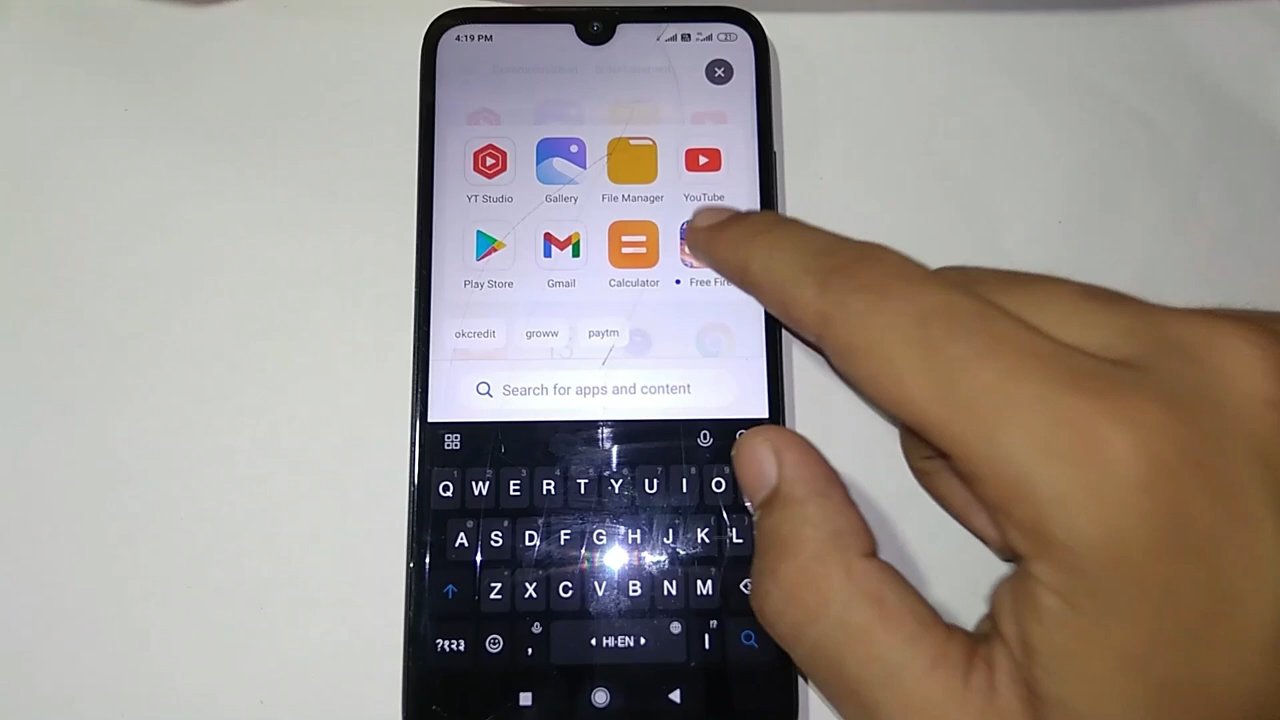 4:19 PM
YT Studio Gallery File Manager YouTube
Play Store Gmail Calculator Free Fire
okcredit groww paytm
Search for apps and content
Q W E R T Y U I O
A S D F G H J K L
Z X C V B N M
?१२३ , HI-EN ।